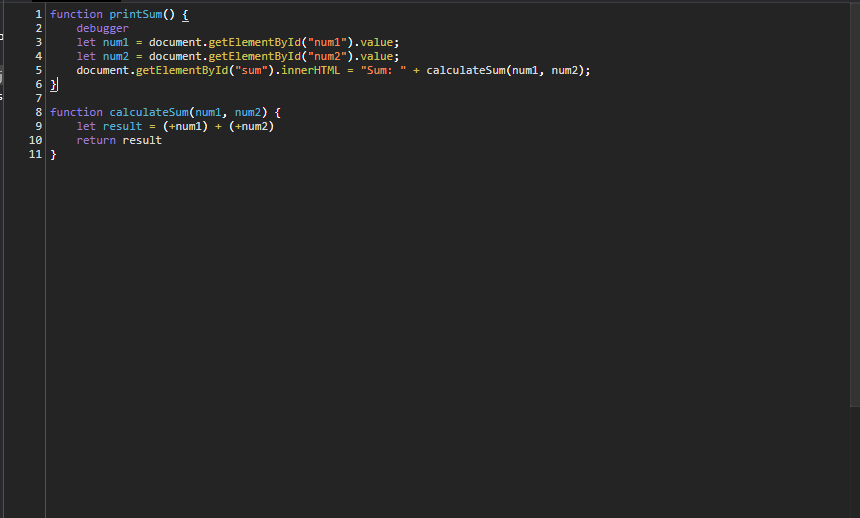 1 function printSum() {
2     debugger
3     let num1 = document.getElementById("num1").value;
4     let num2 = document.getElementById("num2").value;
5     document.getElementById("sum").innerHTML = "Sum: " + calculateSum(num1, num2);
6 }
7
8 function calculateSum(num1, num2) {
9     let result = (+num1) + (+num2)
10     return result
11 }